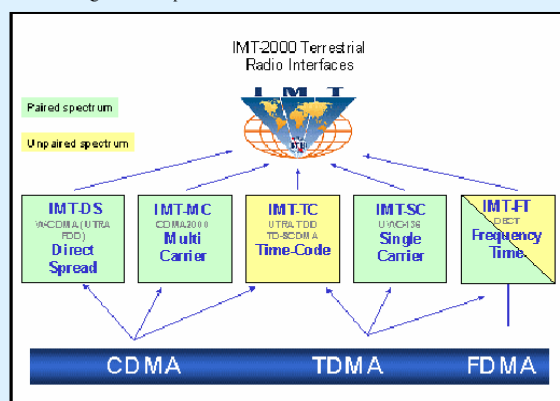 IMT-2000 Terrestrial
Radio Interfaces
I M T
Paired spectrum
Unpaired spectrum
IMT-DS
W-CDMA (UTRA
FDD)
Direct
Spread
IMT-MC
CDMA2000
Multi
Carrier
IMT-TC
UTRA TDD
TD-SCDMA
Time-Code
IMT-SC
UWC-136
Single
Carrier
IMT-FT
DECT
Frequency
Time
CDMA
TDMA
FDMA